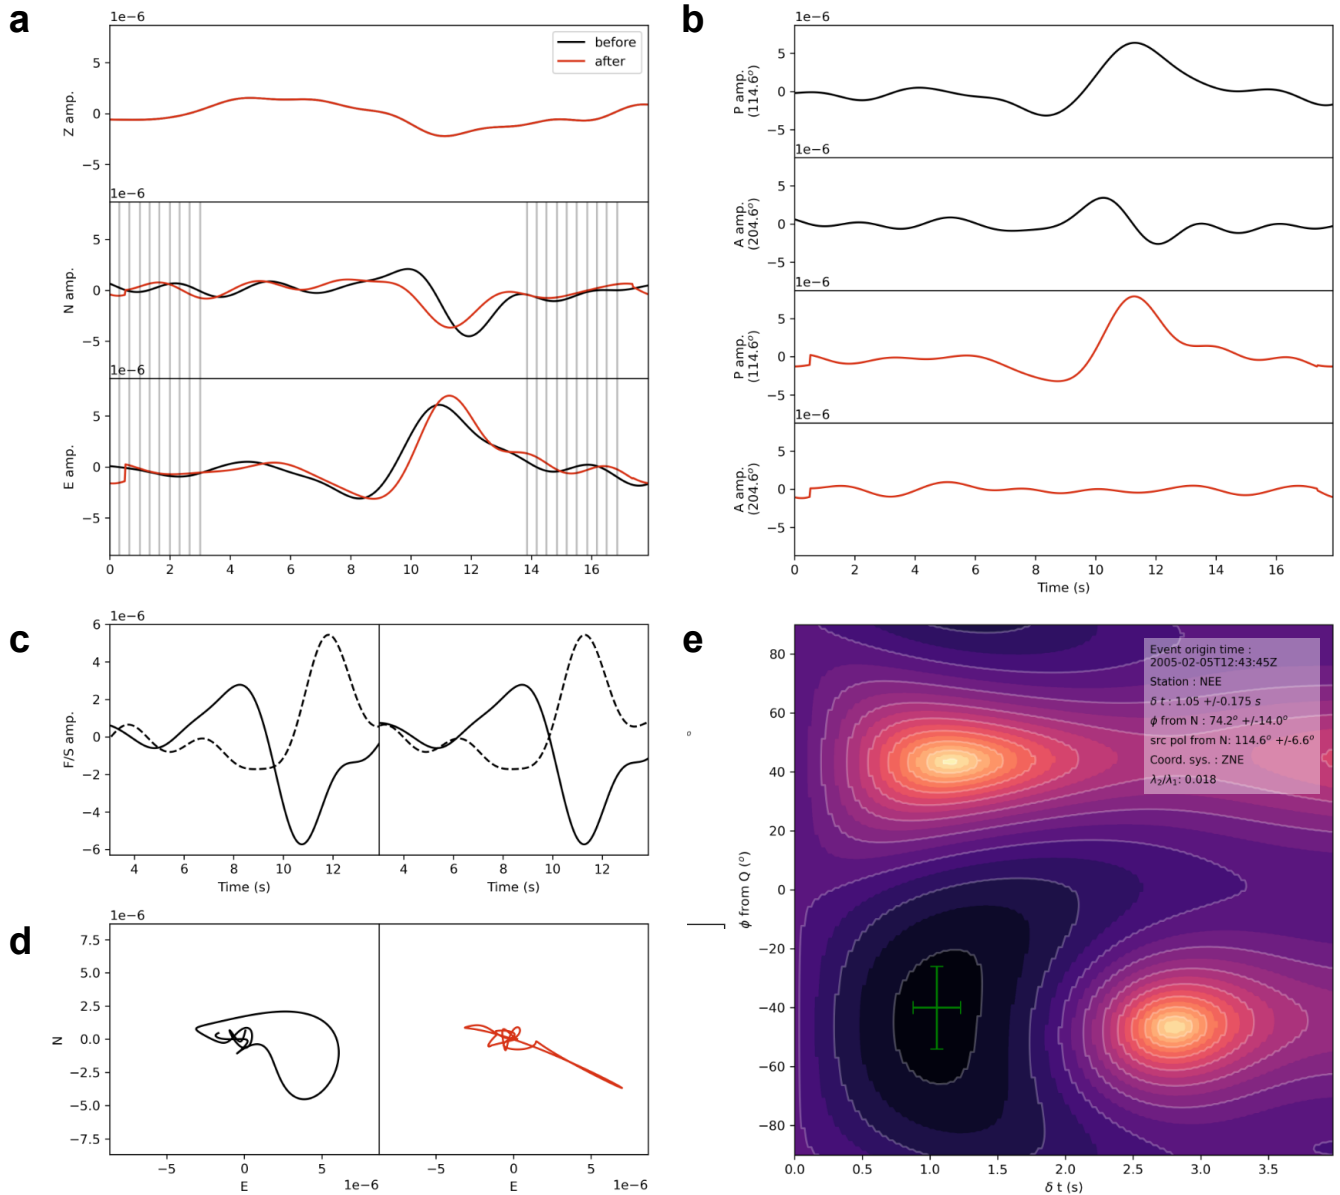 a
1e−6
before
after
5
0
−5
Z amp.
1e−6
5
0
−5
N amp.
1e−6
5
0
−5
E amp.
0 2 4 6 8 10 12 14 16
b
1e−6
5
0
−5
P amp.
(114.6°)
1e−6
5
0
−5
A amp.
(204.6°)
1e−6
5
0
−5
P amp.
(114.6°)
1e−6
5
0
−5
A amp.
(204.6°)
0 2 4 6 8 10 12 14 16
Time (s)
c
1e−6
6
4
2
0
−2
−4
−6
F/S amp.
4 6 8 10 12
4 6 8 10 12
Time (s)
Time (s)
d
1e−6
7.5
5.0
2.5
0.0
−2.5
−5.0
−7.5
N
−5 0 5
−5 0 5
1e−6
1e−6
E
E
e
80
60
40
20
0
−20
−40
−60
−80
ϕ from Q (°)
Event origin time :
2005-02-05T12:43:45Z
Station : NEE
δ t : 1.05 +/-0.175 s
ϕ from N : 74.2° +/-14.0°
src pol from N: 114.6° +/-6.6°
Coord. sys. : ZNE
λ₂/λ₁: 0.018
0.0 0.5 1.0 1.5 2.0 2.5 3.0 3.5
δ t (s)